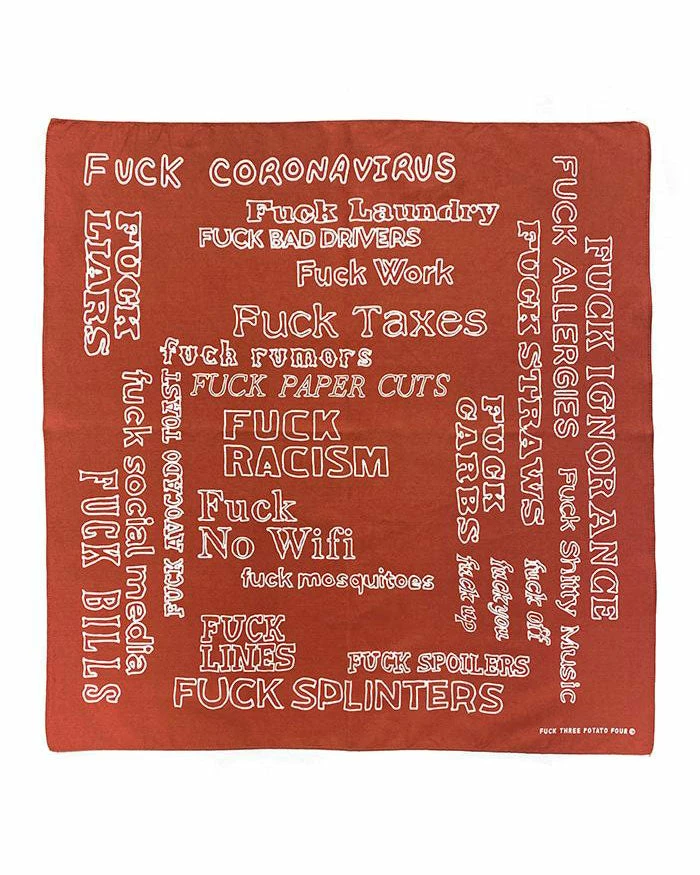 FUCK CORONAVIRUS
Fuck Laundry
FUCK BAD DRIVERS
Fuck Work
Fuck Taxes
fuck rumors
FUCK PAPER CUTS
FUCK
RACISM
Fuck
No Wifi
fuck mosquitoes
FUCK
LINES
FUCK SPOILERS
FUCK SPLINTERS
FUCK
LIARS
fuck social media
FUCK BILLS
FUCK AVOCADO TOAST
FUCK
CARBS
FUCK STRAWS
FUCK ALLERGIES
FUCK IGNORANCE
Fuck Shitty Music
fuck off
fuck you
fuck up
FUCK THREE POTATO FOUR ©